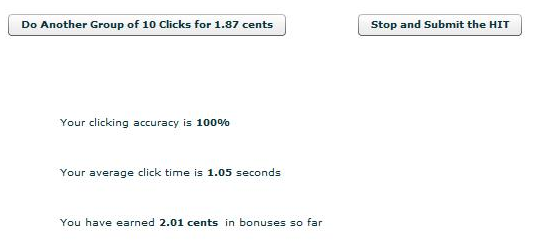 Do Another Group of 10 Clicks for 1.87 cents
Stop and Submit the HIT
Your clicking accuracy is 100%
Your average click time is 1.05 seconds
You have earned 2.01 cents in bonuses so far